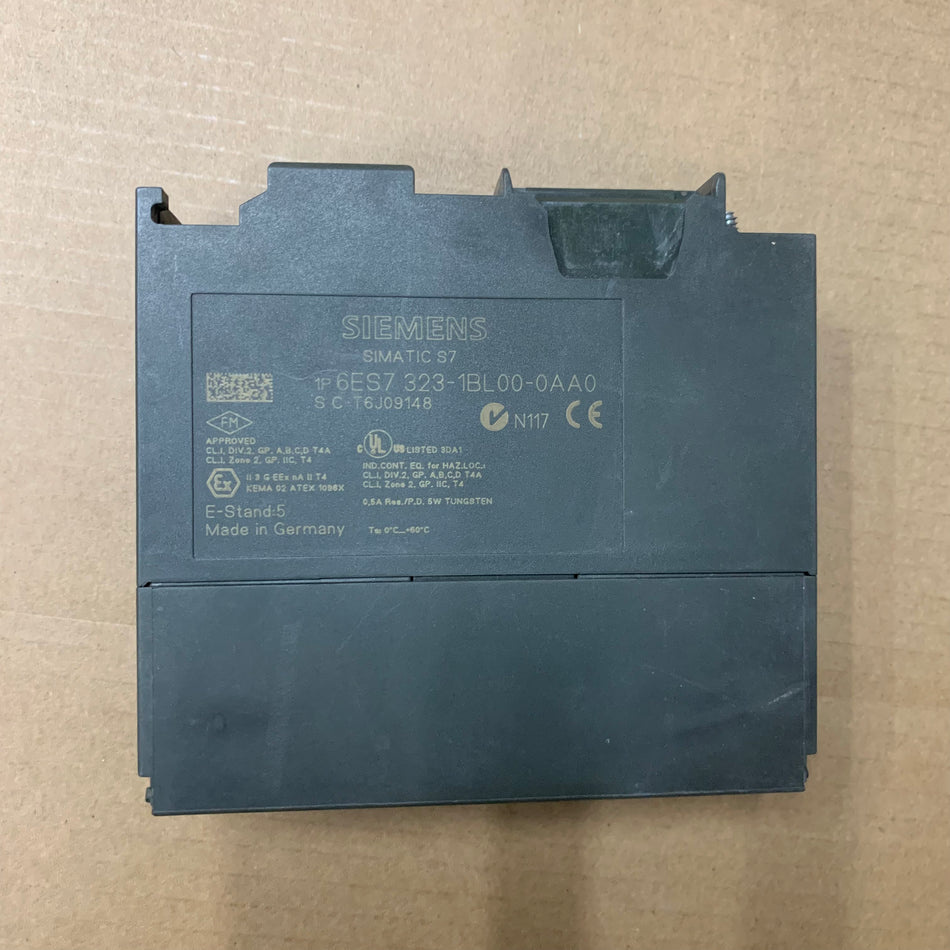 SIEMENS
SIMATIC S7
1P 6ES7 323-1BL00-0AA0
S C-T6J09148
N117 CE
FM
APPROVED
CL.I, DIV.2, GP. A,B,C,D T4A
CL.I, Zone 2, GP. IIC, T4
C UL US LISTED 3DA1
IND.CONT. EQ. for HAZ.LOC.:
CL.I, DIV.2, GP. A,B,C,D T4A
CL.I, Zone 2, GP. IIC, T4
Ex II 3 G EEx nA II T4
KEMA 02 ATEX 1096X
0,5A Res./P.D. 5W TUNGSTEN
E-Stand:5
Made in Germany
Ta: 0°C...+60°C